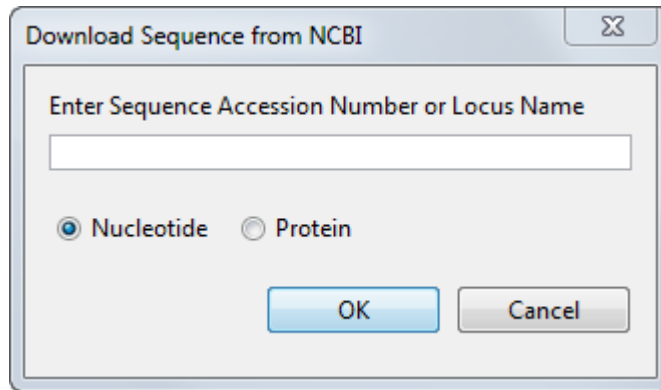 Download Sequence from NCBI
Enter Sequence Accession Number or Locus Name
Nucleotide Protein
OK Cancel